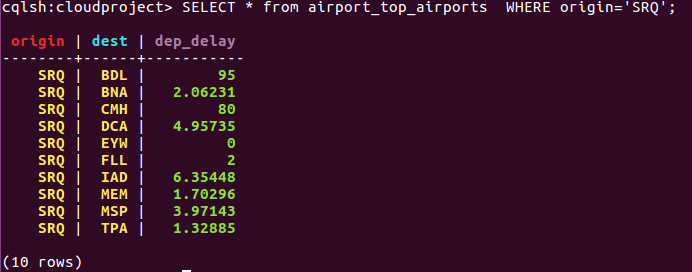 cqlsh:cloudproject> SELECT * from airport_top_airports  WHERE origin='SRQ';
 origin | dest | dep_delay
--------+------+-----------
    SRQ |  BDL |        95
    SRQ |  BNA |   2.06231
    SRQ |  CMH |        80
    SRQ |  DCA |   4.95735
    SRQ |  EYW |         0
    SRQ |  FLL |         2
    SRQ |  IAD |   6.35448
    SRQ |  MEM |   1.70296
    SRQ |  MSP |   3.97143
    SRQ |  TPA |   1.32885
(10 rows)